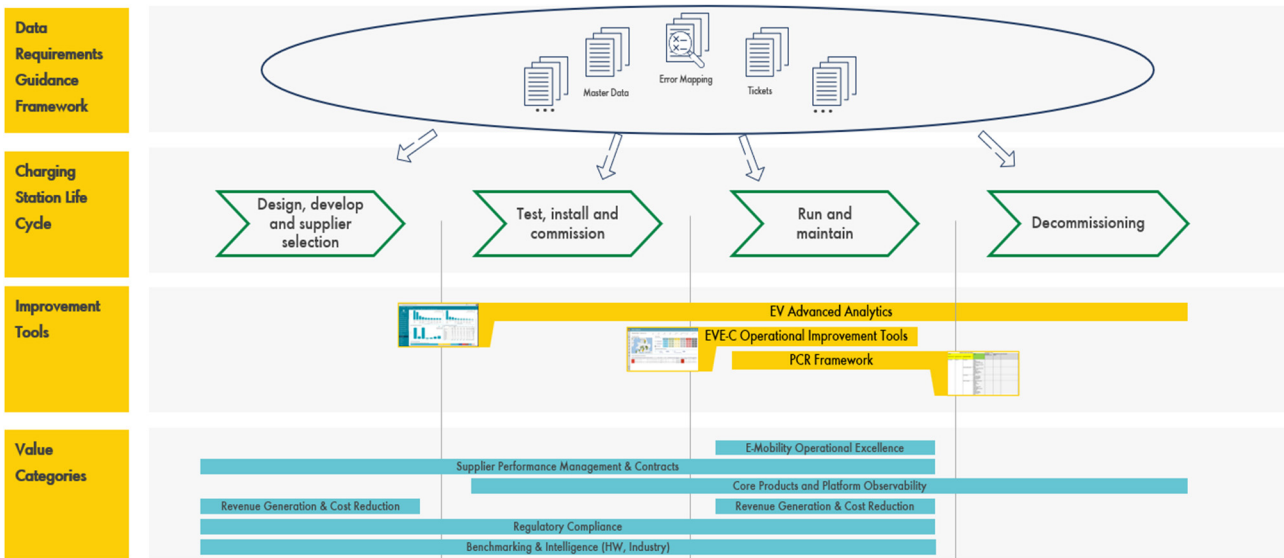 Data
Requirements
Guidance
Framework
Master Data
Error Mapping
Tickets
Charging
Station Life
Cycle
Design, develop
and supplier
selection
Test, install and
commission
Run and
maintain
Decommissioning
Improvement
Tools
EV Advanced Analytics
EVE-C Operational Improvement Tools
PCR Framework
Value
Categories
E-Mobility Operational Excellence
Supplier Performance Management & Contracts
Core Products and Platform Observability
Revenue Generation & Cost Reduction
Revenue Generation & Cost Reduction
Regulatory Compliance
Benchmarking & Intelligence (HW, Industry)